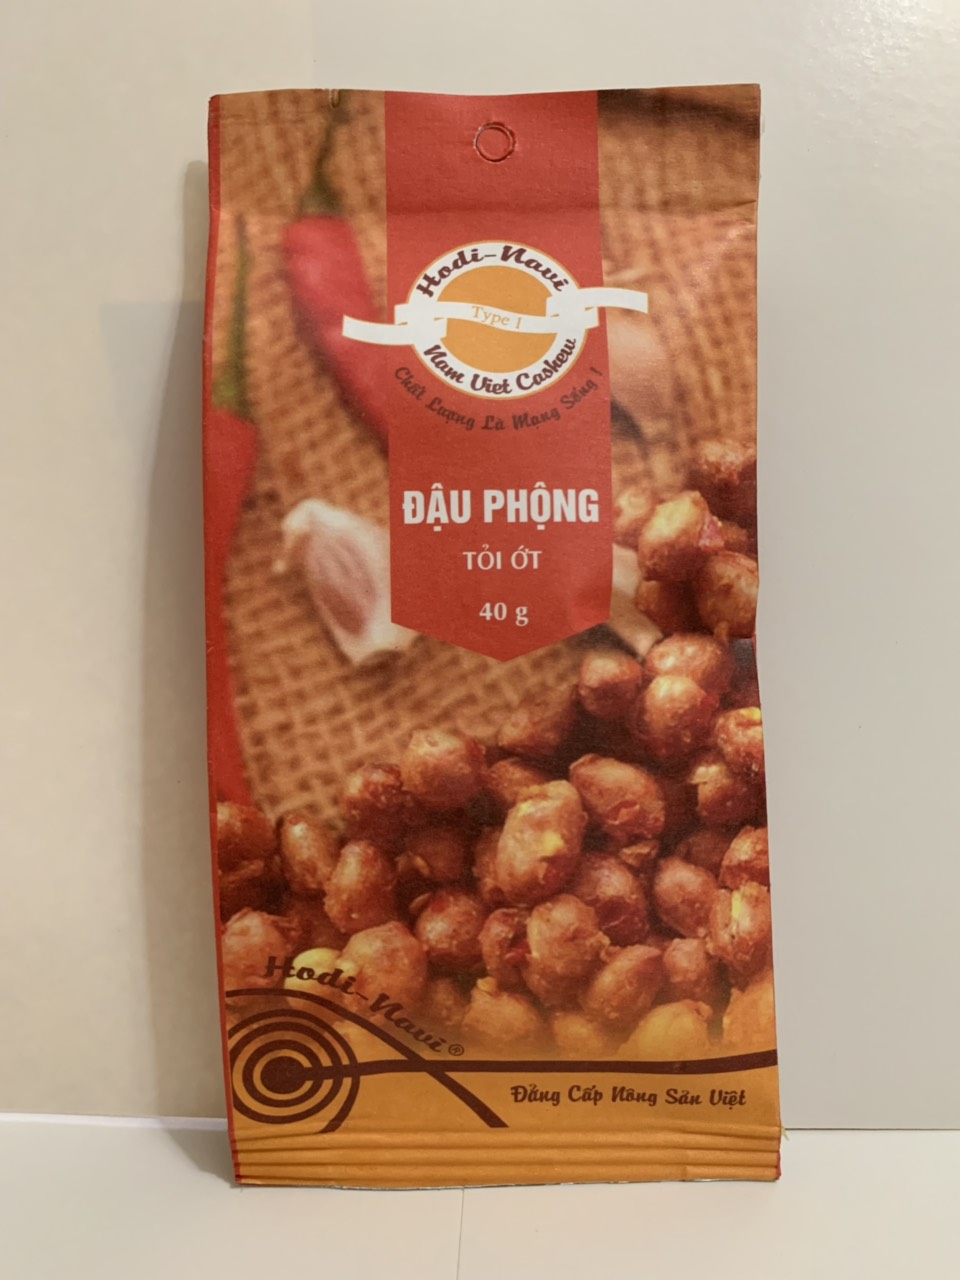 Hodi-Navi
Type 1
Nam Viet Cashew
Chất Lượng Là Mạng Sống !
ĐẬU PHỘNG
TỎI ỚT
40 g
Hodi-Navi®
Đẳng Cấp Nông Sản Việt